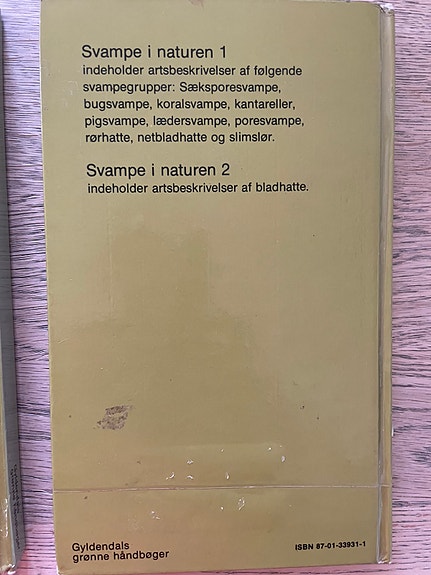 Svampe i naturen 1
indeholder artsbeskrivelser af følgende
svampegrupper: Sæksporesvampe,
bugsvampe, koralsvampe, kantareller,
pigsvampe, lædersvampe, poresvampe,
rørhatte, netbladhatte og slimslør.
Svampe i naturen 2
indeholder artsbeskrivelser af bladhatte.
Gyldendals
grønne håndbøger
ISBN 87-01-33931-1